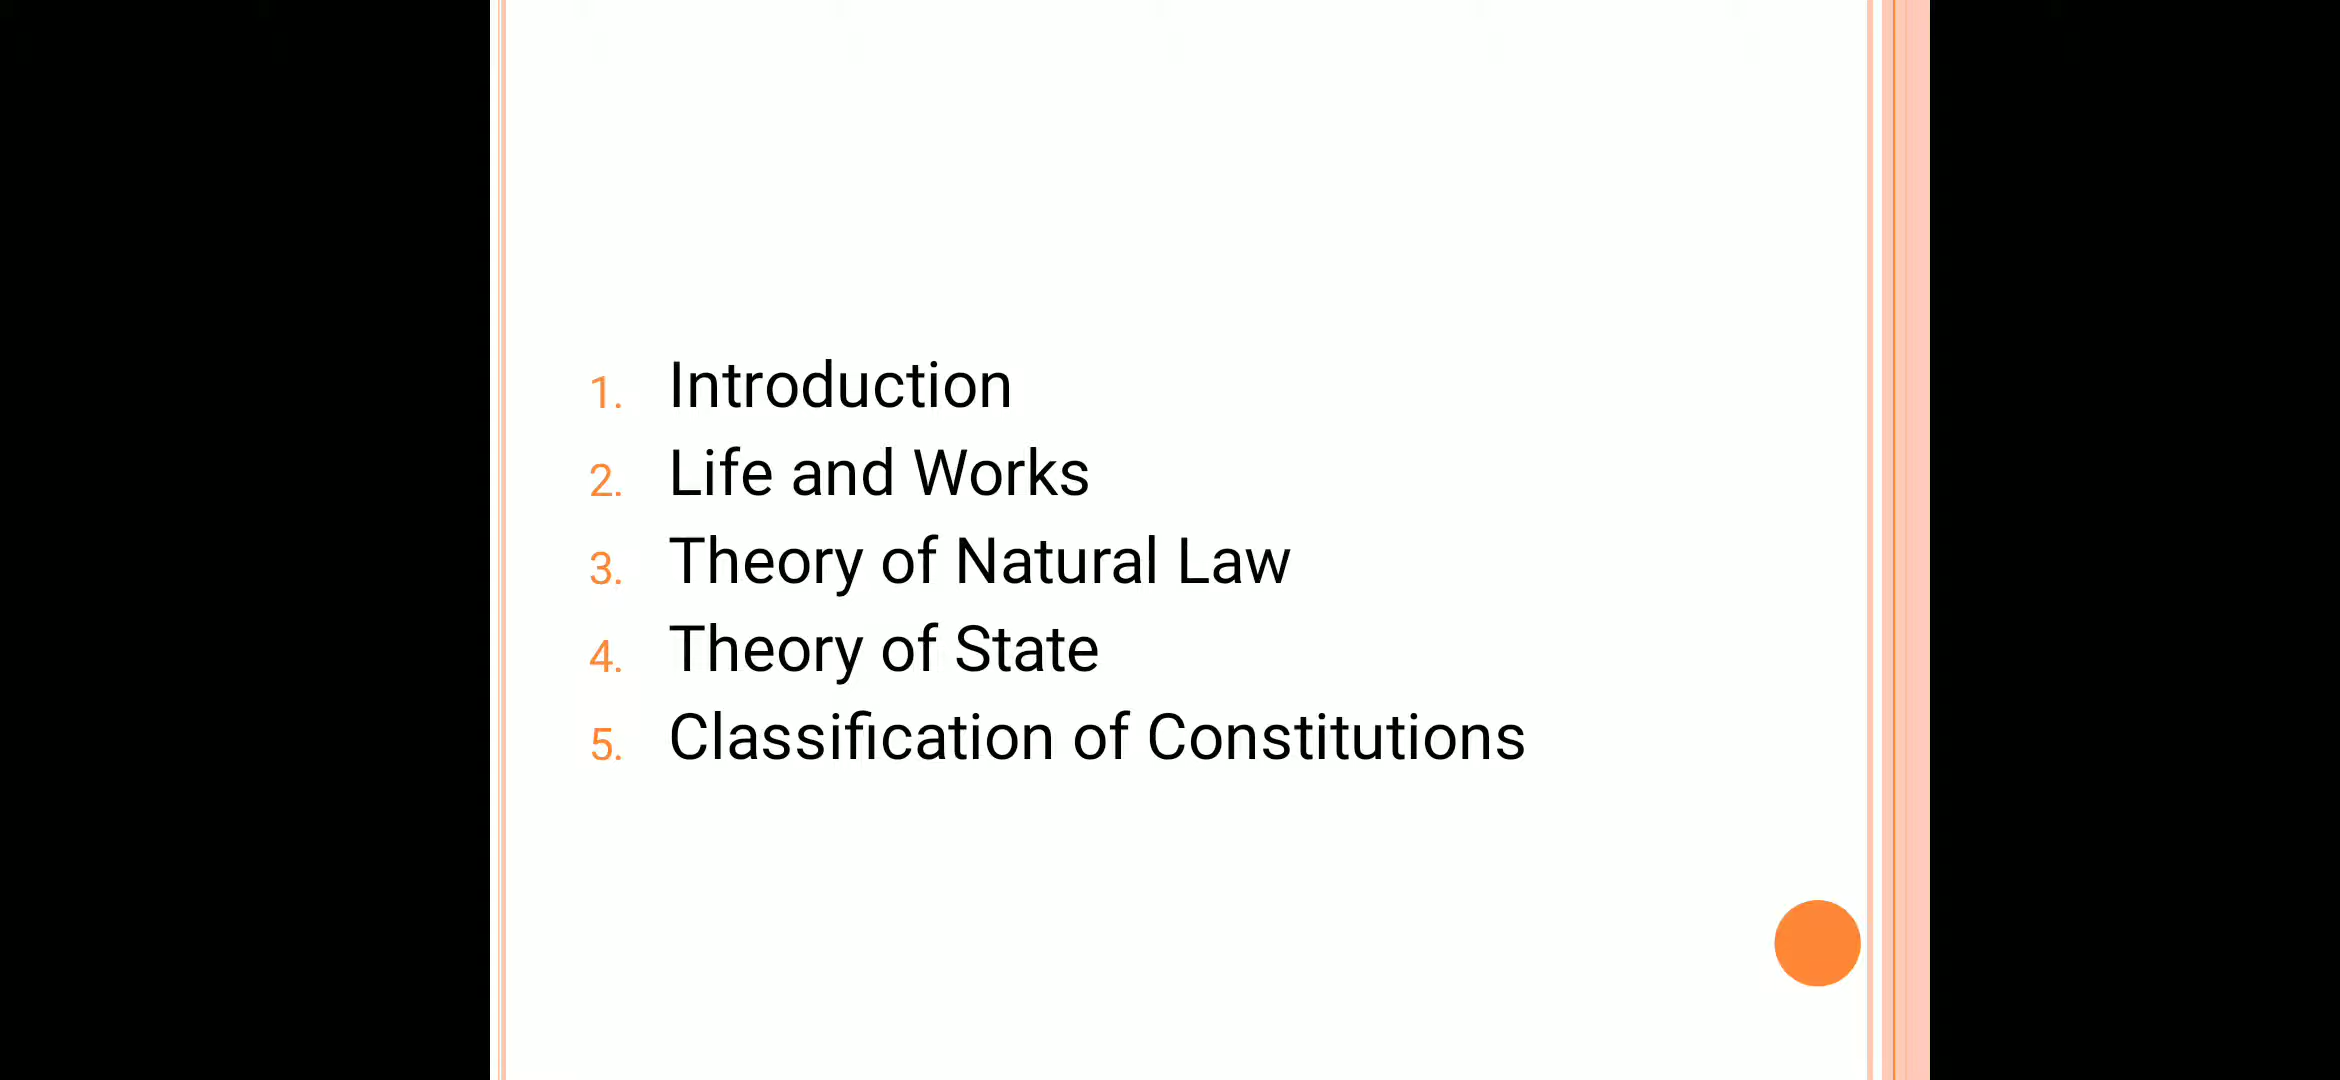 1. Introduction
2. Life and Works
3. Theory of Natural Law
4. Theory of State
5. Classification of Constitutions